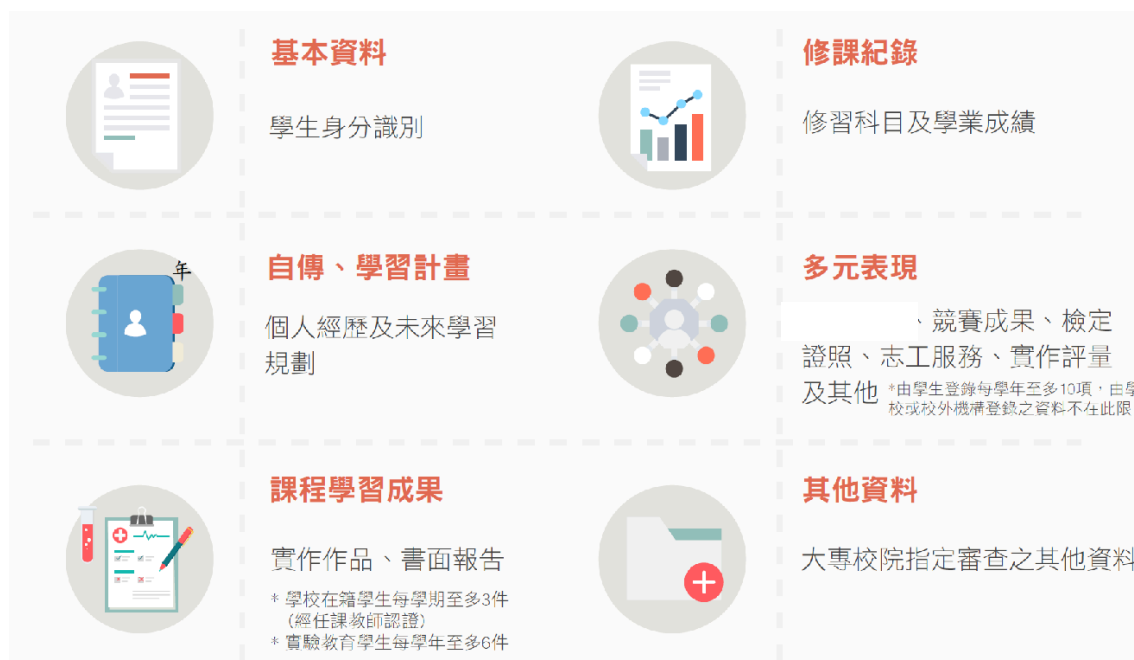 基本資料
學生身分識別
修課紀錄
修習科目及學業成績
年
自傳、學習計畫
個人經歷及未來學習
規劃
多元表現
、競賽成果、檢定
證照、志工服務、實作評量
及其他 *由學生登錄每學年至多10項，由學
校或校外機構登錄之資料不在此限
課程學習成果
實作作品、書面報告
* 學校在籍學生每學期至多3件
（經任課教師認證）
* 實驗教育學生每學年至多6件
其他資料
大專校院指定審查之其他資料